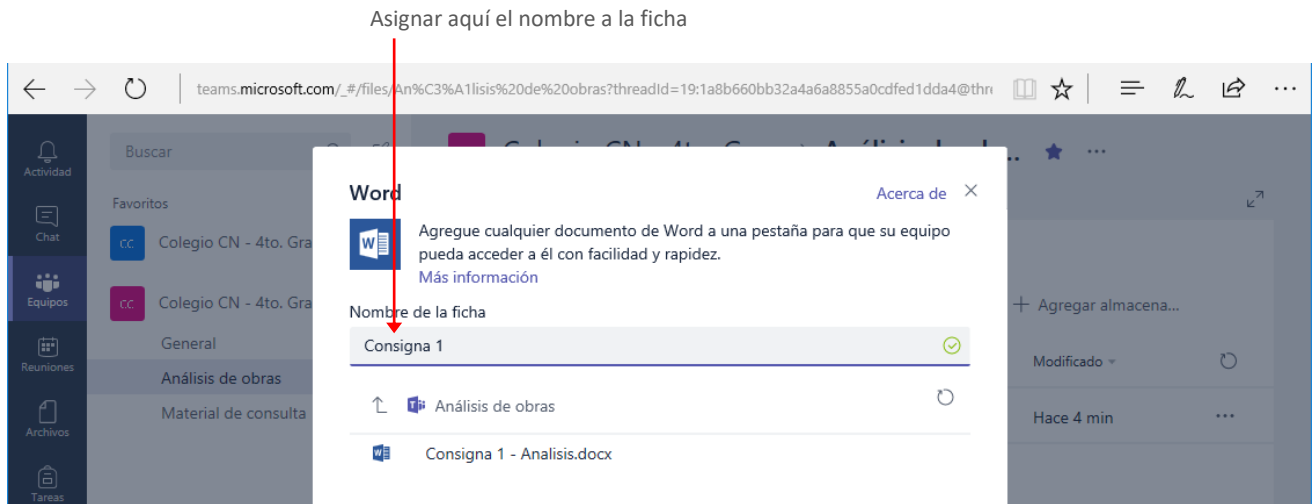 Asignar aquí el nombre a la ficha
teams.microsoft.com/_#/files/An%C3%A1lisis%20de%20obras?threadId=19:1a8b660bb32a4a6a8855a0cdfed1dda4@thre
Actividad
Buscar
Favoritos
Chat
CC Colegio CN - 4to. Gra
Equipos
CC Colegio CN - 4to. Gra
General
Reuniones
Análisis de obras
Material de consulta
Archivos
Tareas
Word
Acerca de
Agregue cualquier documento de Word a una pestaña para que su equipo
pueda acceder a él con facilidad y rapidez.
Más información
Nombre de la ficha
Consigna 1
Análisis de obras
Consigna 1 - Analisis.docx
+ Agregar almacena...
Modificado
Hace 4 min